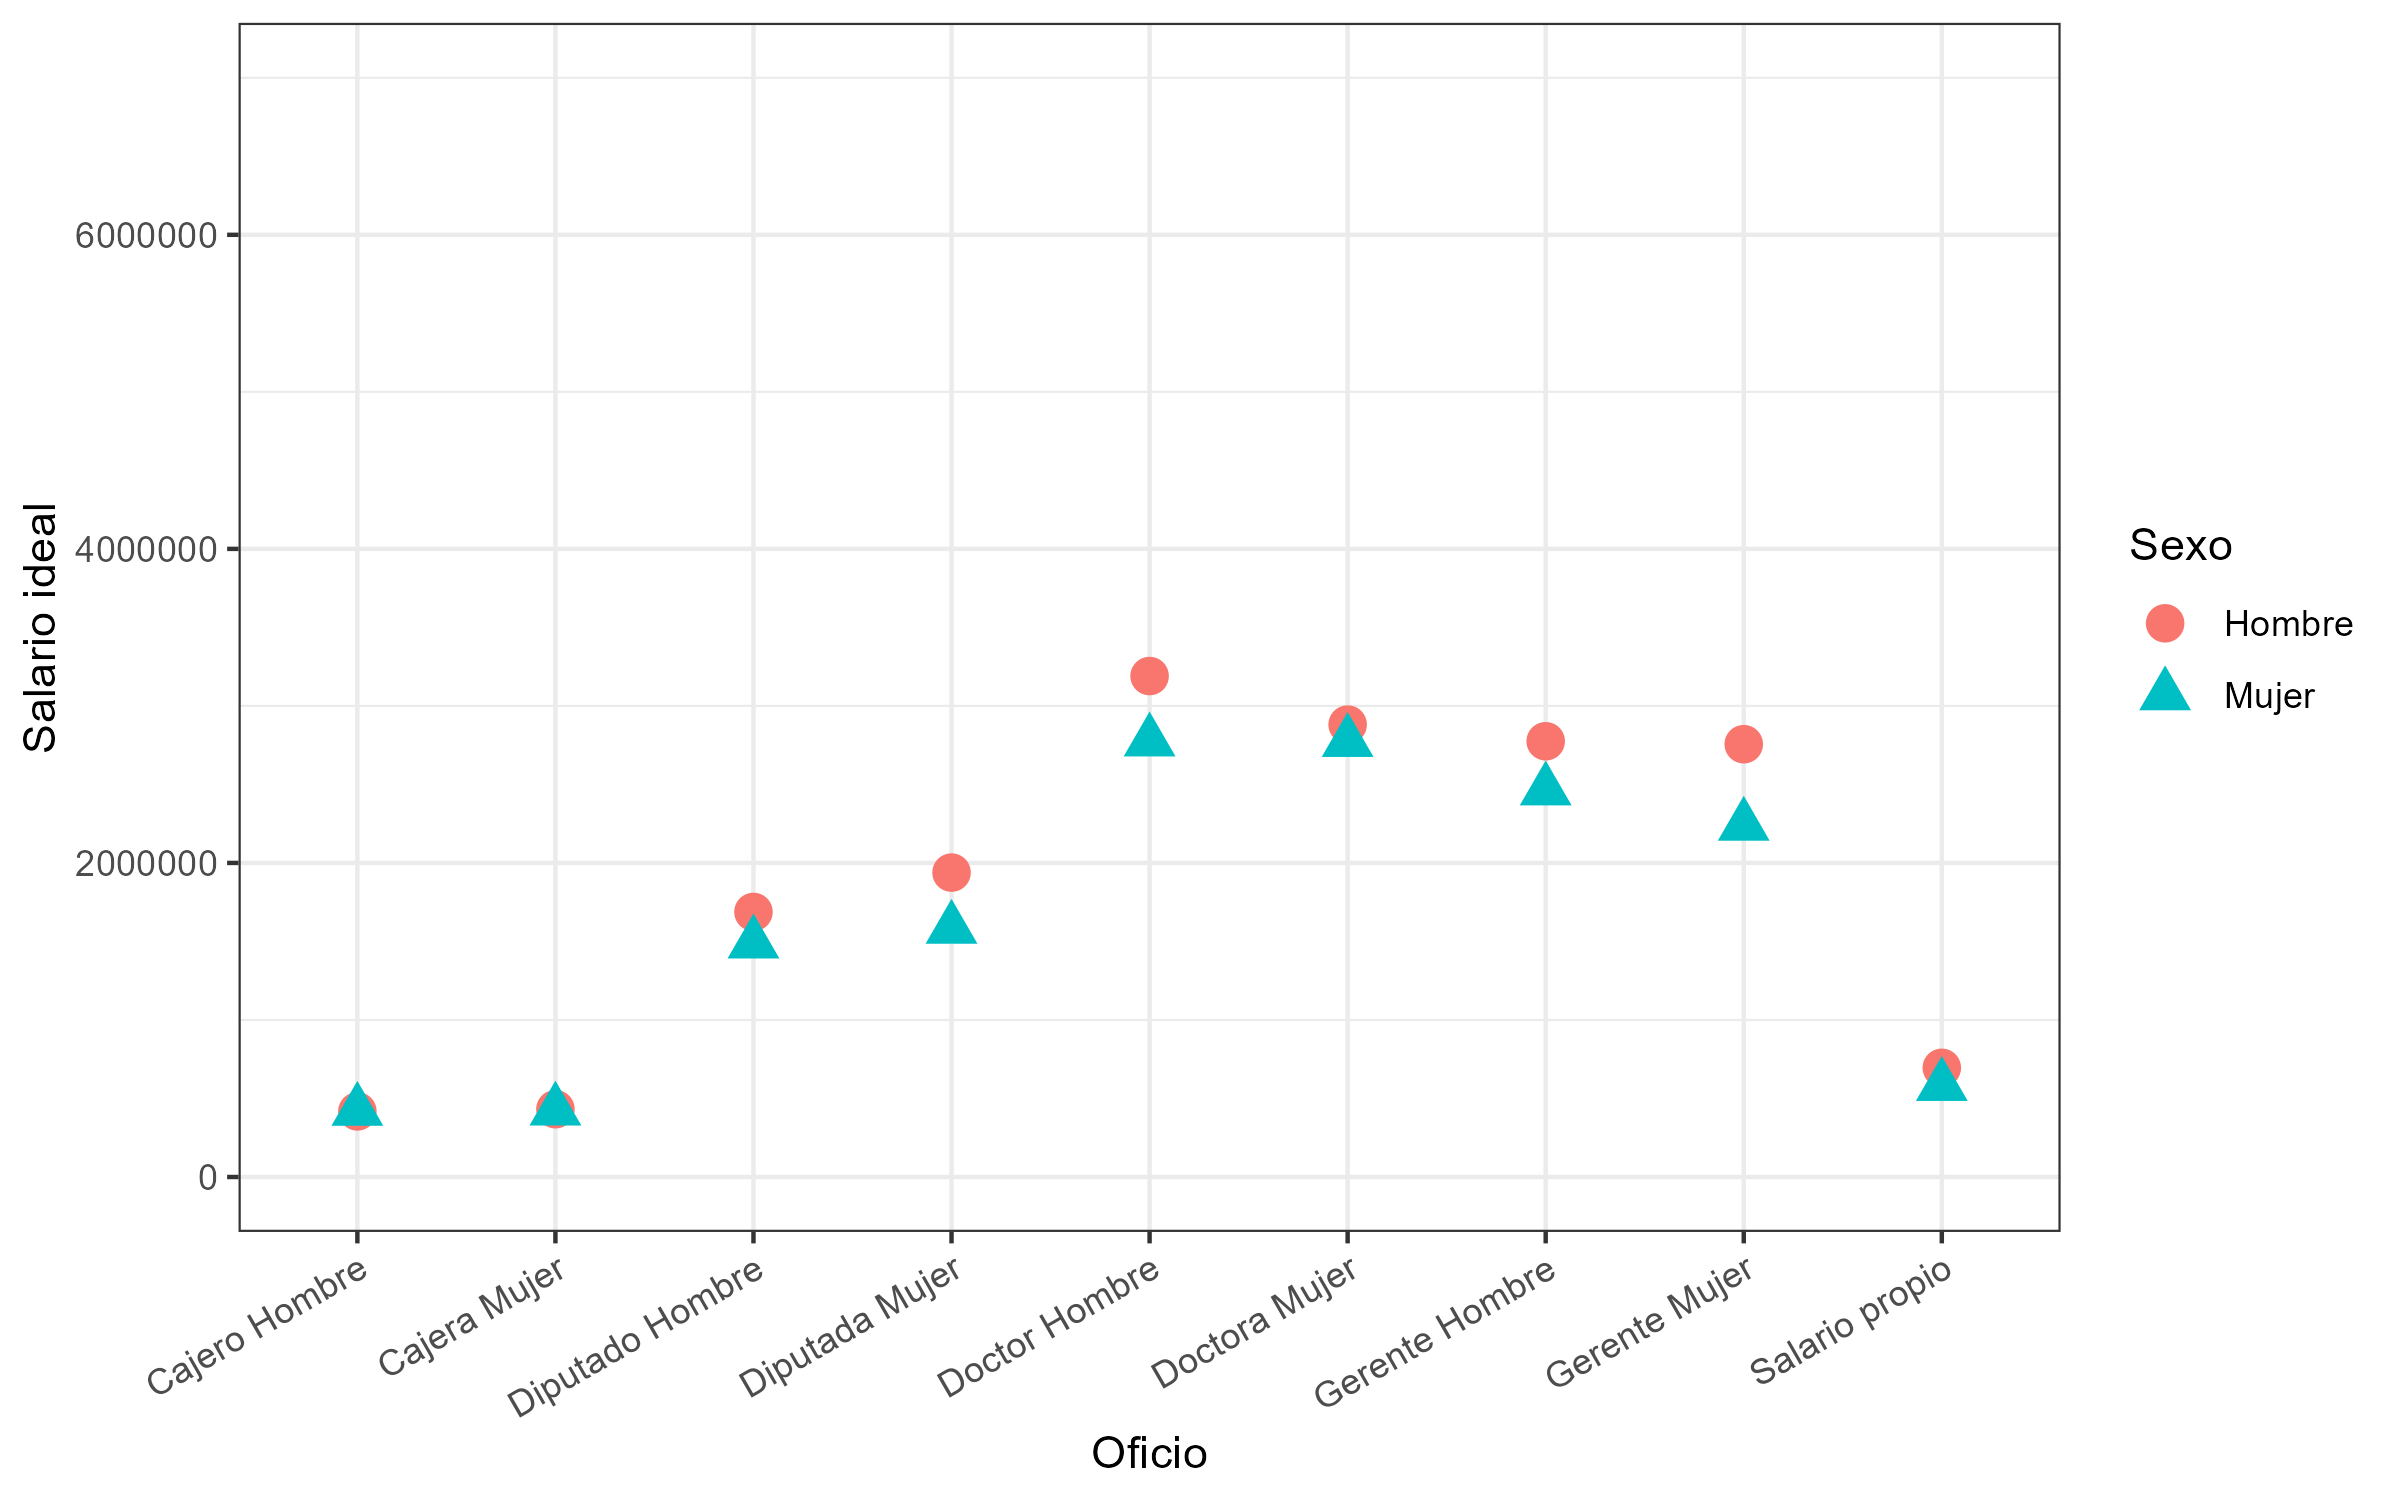 Salario ideal
6000000
4000000
2000000
0
Cajero Hombre
Cajera Mujer
Diputado Hombre
Diputada Mujer
Doctor Hombre
Doctora Mujer
Gerente Hombre
Gerente Mujer
Salario propio
Oficio
Sexo
Hombre
Mujer